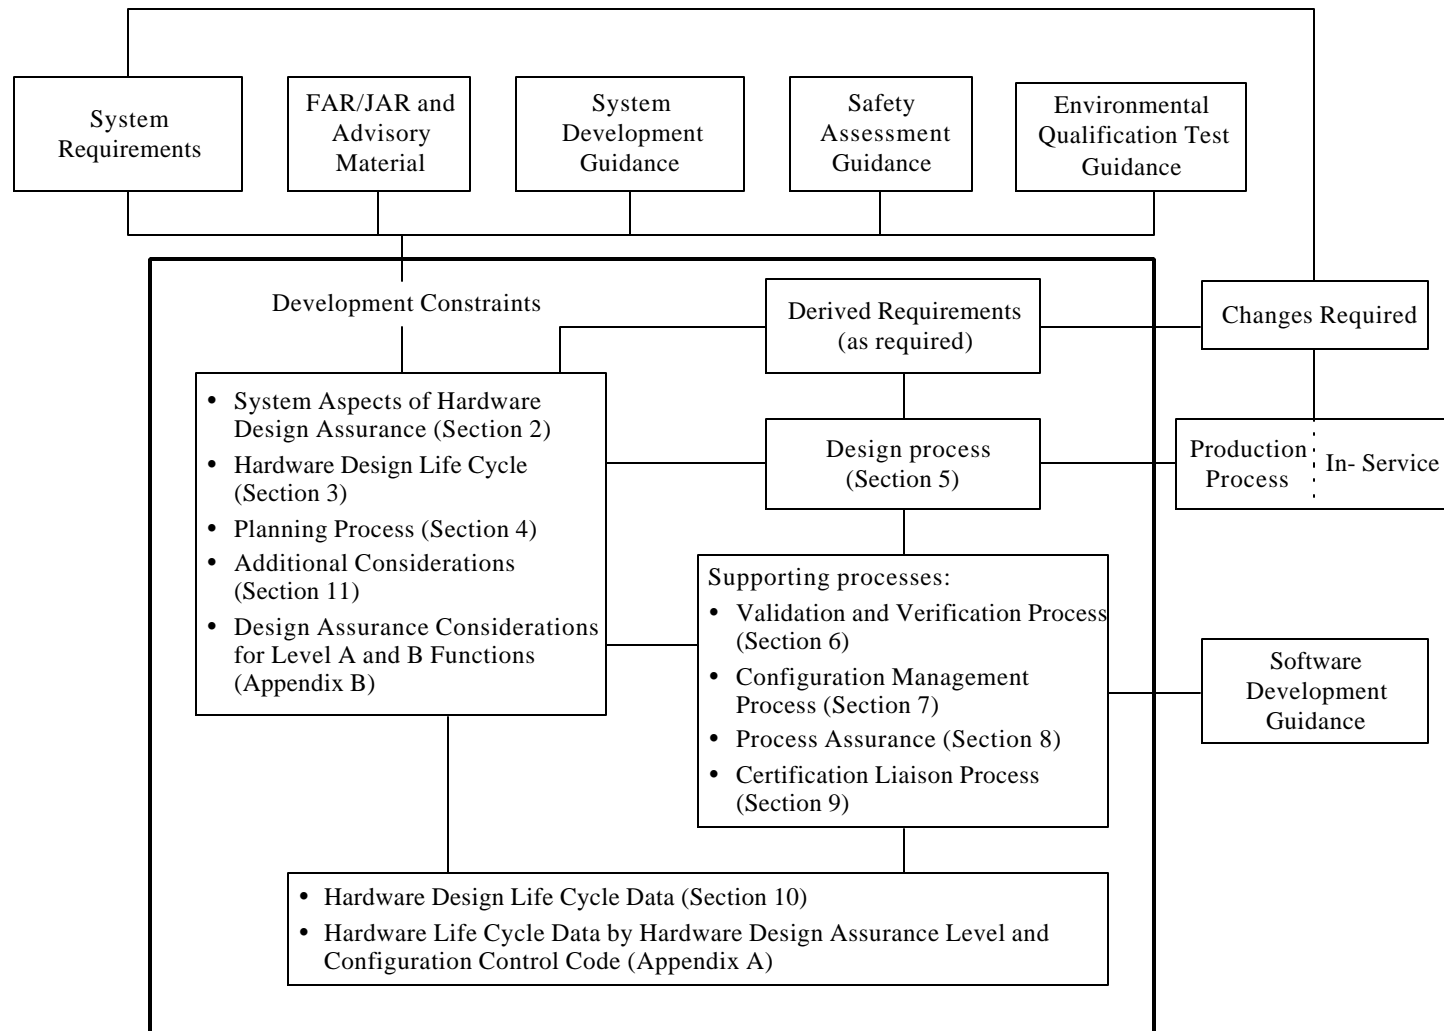 System
Requirements
FAR/JAR and
Advisory
Material
System
Development
Guidance
Safety
Assessment
Guidance
Environmental
Qualification Test
Guidance
Development Constraints
Derived Requirements
(as required)
Changes Required
• System Aspects of Hardware
Design Assurance (Section 2)
• Hardware Design Life Cycle
(Section 3)
• Planning Process (Section 4)
• Additional Considerations
(Section 11)
• Design Assurance Considerations
for Level A and B Functions
(Appendix B)
Design process
(Section 5)
Production
Process
In- Service
Supporting processes:
• Validation and Verification Process
(Section 6)
• Configuration Management
Process (Section 7)
• Process Assurance (Section 8)
• Certification Liaison Process
(Section 9)
Software
Development
Guidance
• Hardware Design Life Cycle Data (Section 10)
• Hardware Life Cycle Data by Hardware Design Assurance Level and
Configuration Control Code (Appendix A)